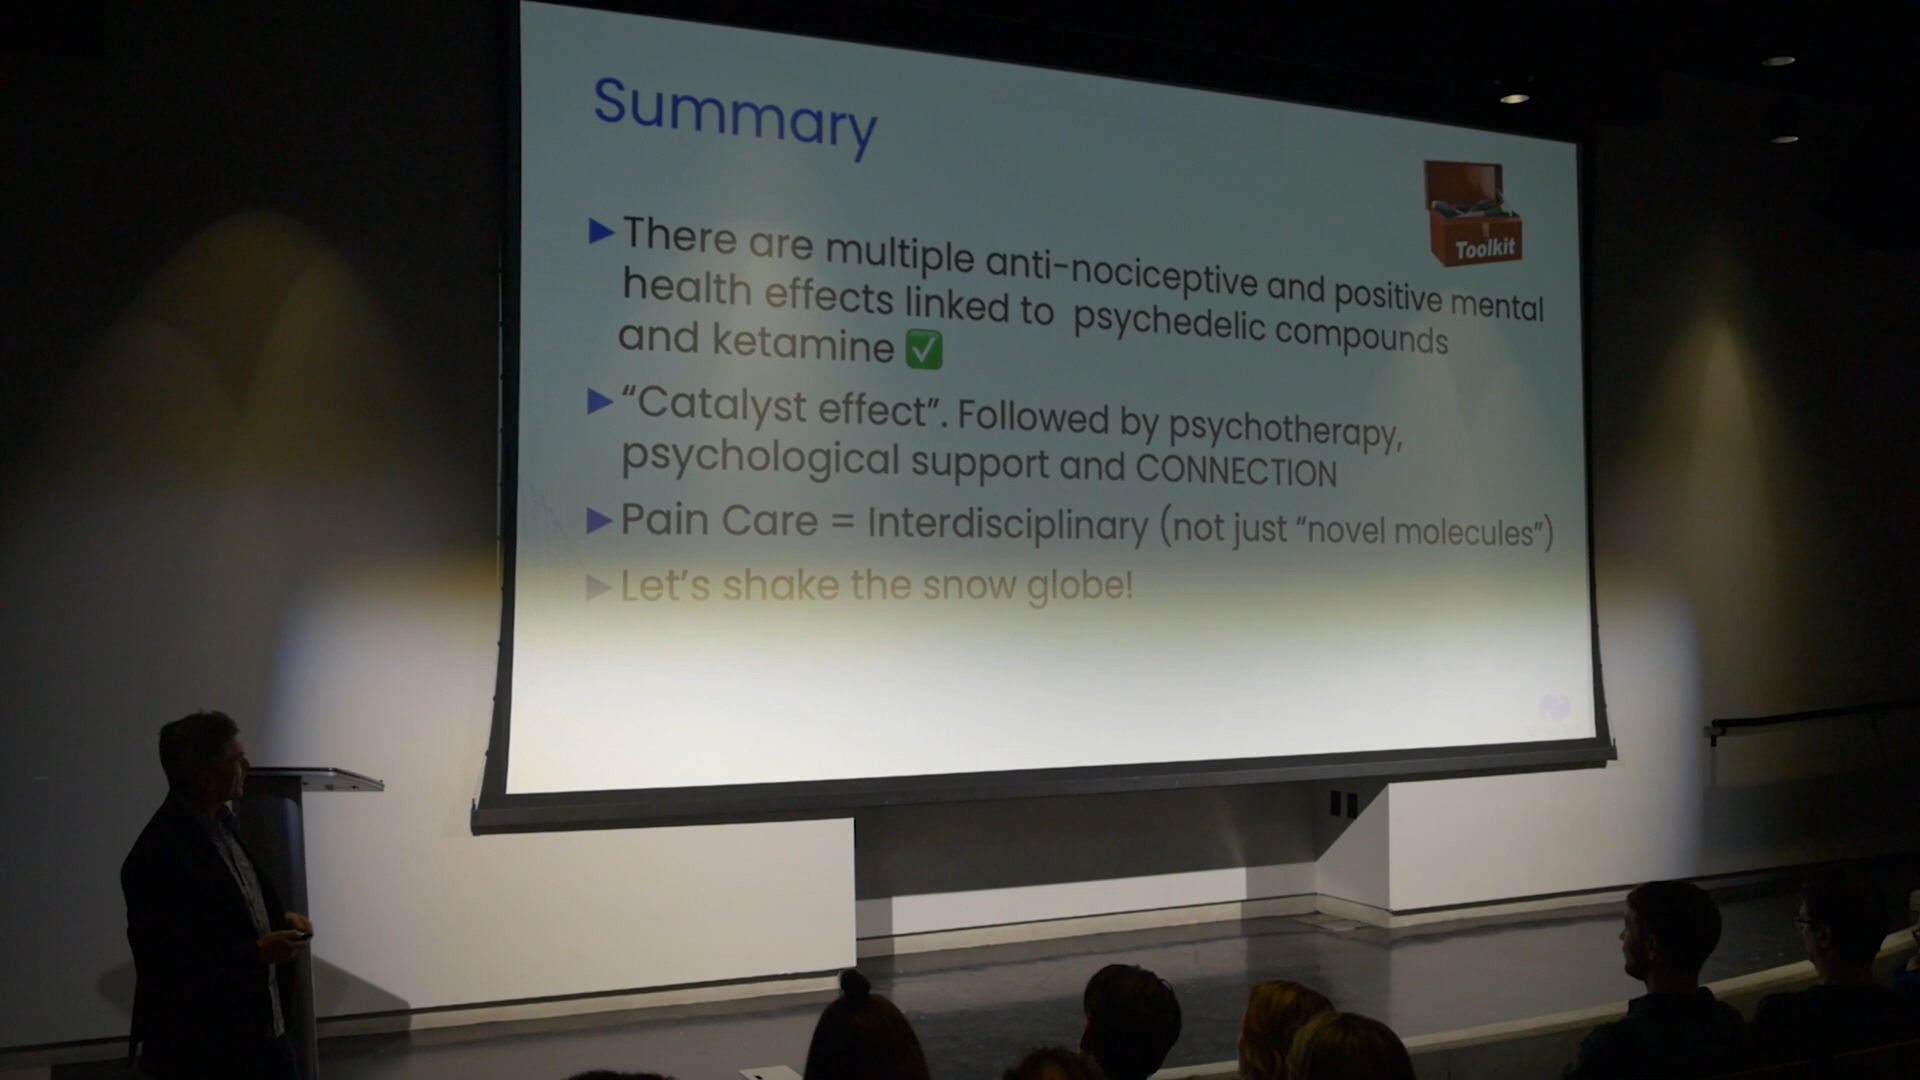 Summary
Toolkit
▶ There are multiple anti-nociceptive and positive mental
health effects linked to psychedelic compounds
and ketamine ✅
▶ “Catalyst effect”. Followed by psychotherapy,
psychological support and CONNECTION
▶ Pain Care = Interdisciplinary (not just “novel molecules”)
▶ Let’s shake the snow globe!